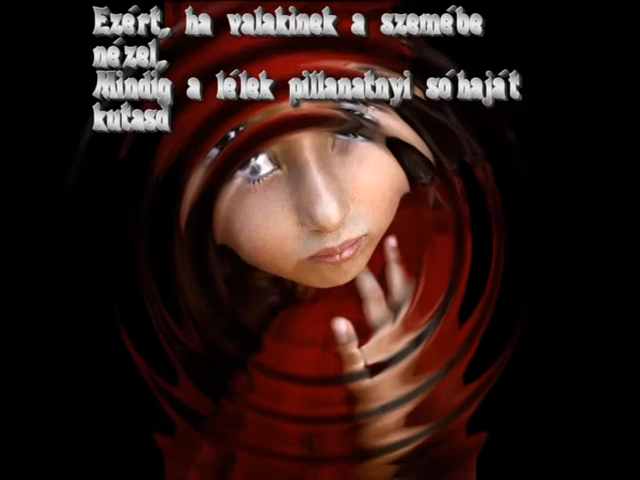 Ezért, ha valakinek a szemébe
nézel,
Mindig a lélek pillanatnyi sóhaját
kutasd